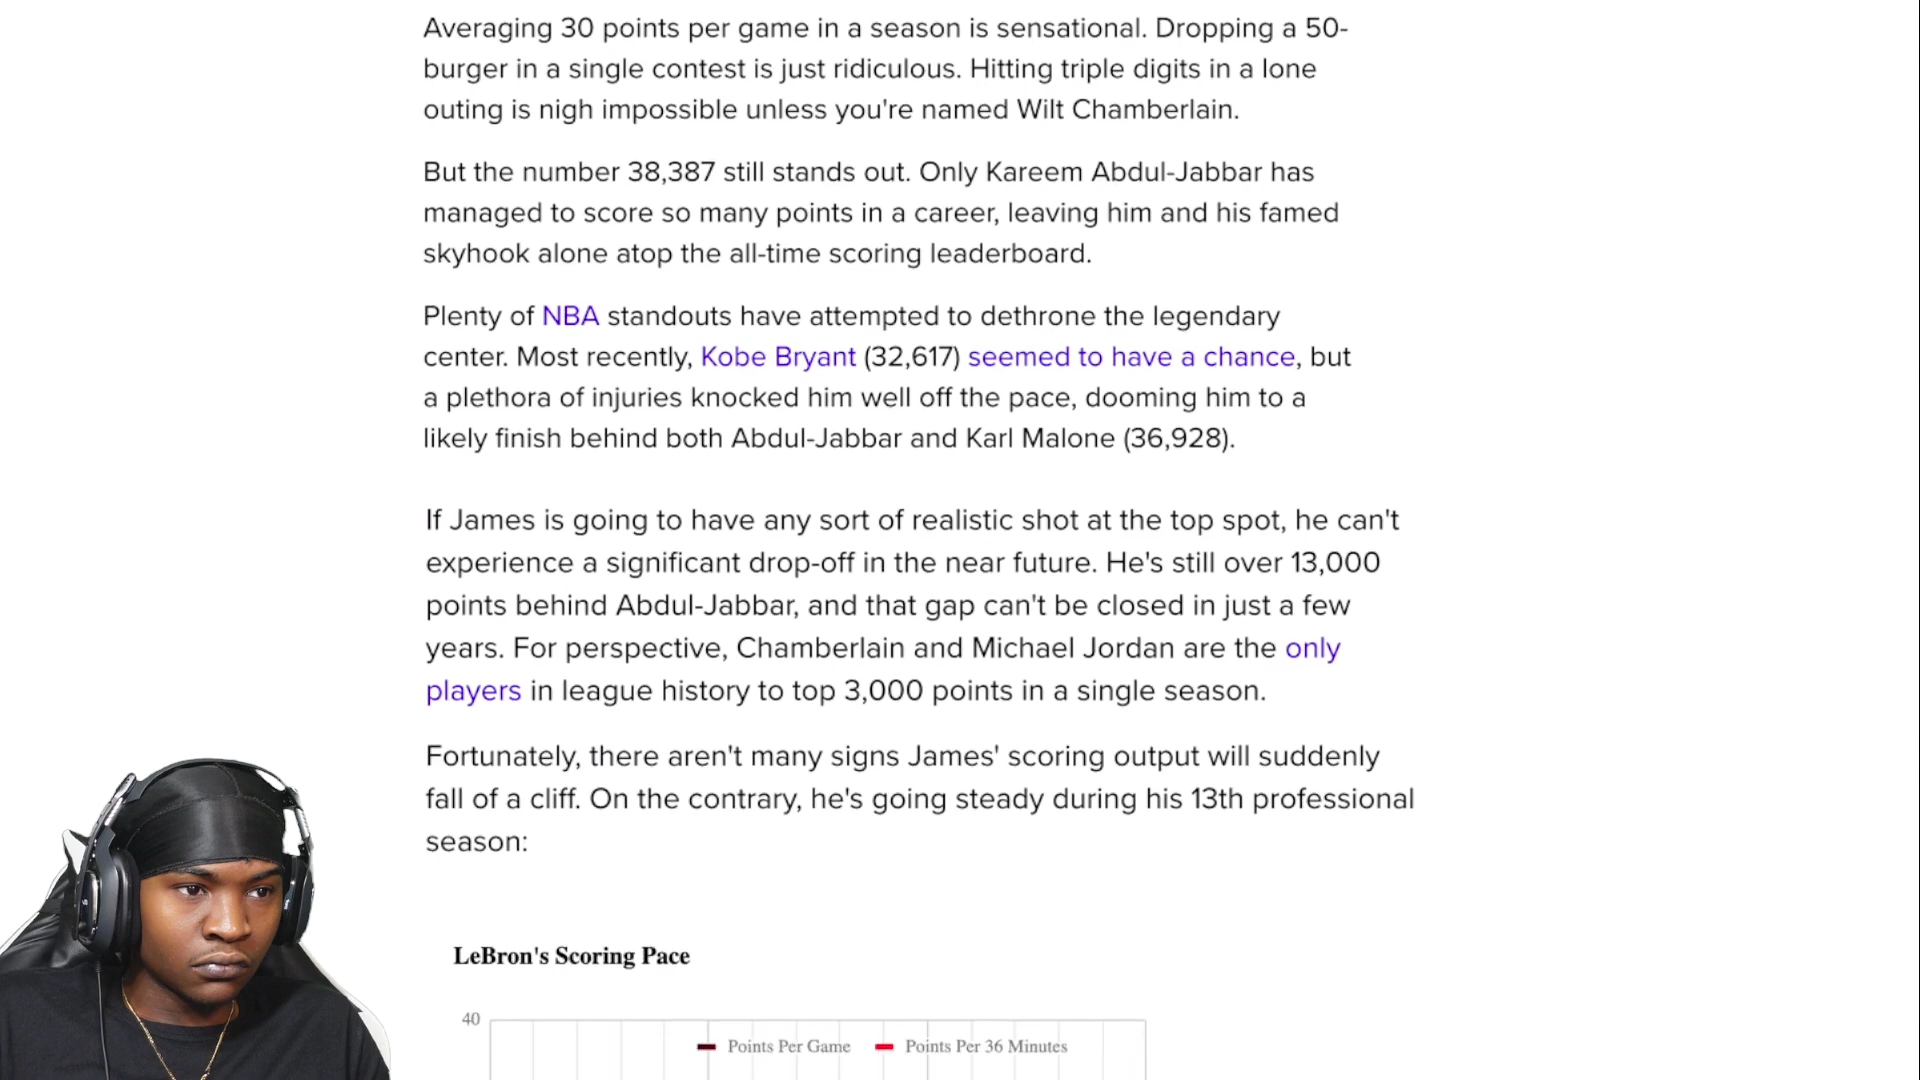 Averaging 30 points per game in a season is sensational. Dropping a 50-
burger in a single contest is just ridiculous. Hitting triple digits in a lone
outing is nigh impossible unless you're named Wilt Chamberlain.
But the number 38,387 still stands out. Only Kareem Abdul-Jabbar has
managed to score so many points in a career, leaving him and his famed
skyhook alone atop the all-time scoring leaderboard.
Plenty of NBA standouts have attempted to dethrone the legendary
center. Most recently, Kobe Bryant (32,617) seemed to have a chance, but
a plethora of injuries knocked him well off the pace, dooming him to a
likely finish behind both Abdul-Jabbar and Karl Malone (36,928).
If James is going to have any sort of realistic shot at the top spot, he can't
experience a significant drop-off in the near future. He's still over 13,000
points behind Abdul-Jabbar, and that gap can't be closed in just a few
years. For perspective, Chamberlain and Michael Jordan are the only
players in league history to top 3,000 points in a single season.
Fortunately, there aren't many signs James' scoring output will suddenly
fall of a cliff. On the contrary, he's going steady during his 13th professional
season:
LeBron's Scoring Pace
40
Points Per Game Points Per 36 Minutes